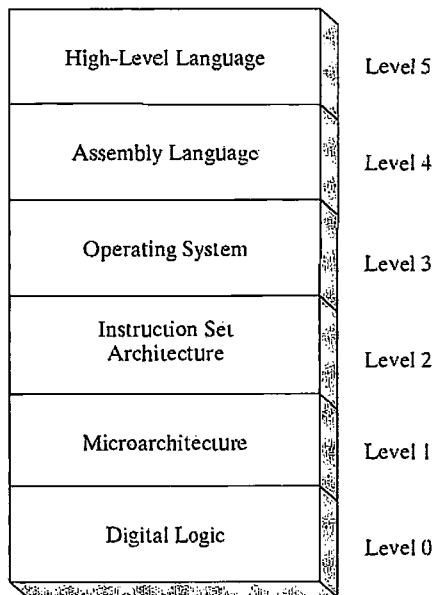 High-Level Language
Level 5
Assembly Language
Level 4
Operating System
Level 3
Instruction Set
Architecture
Level 2
Microarchitecture
Level 1
Digital Logic
Level 0